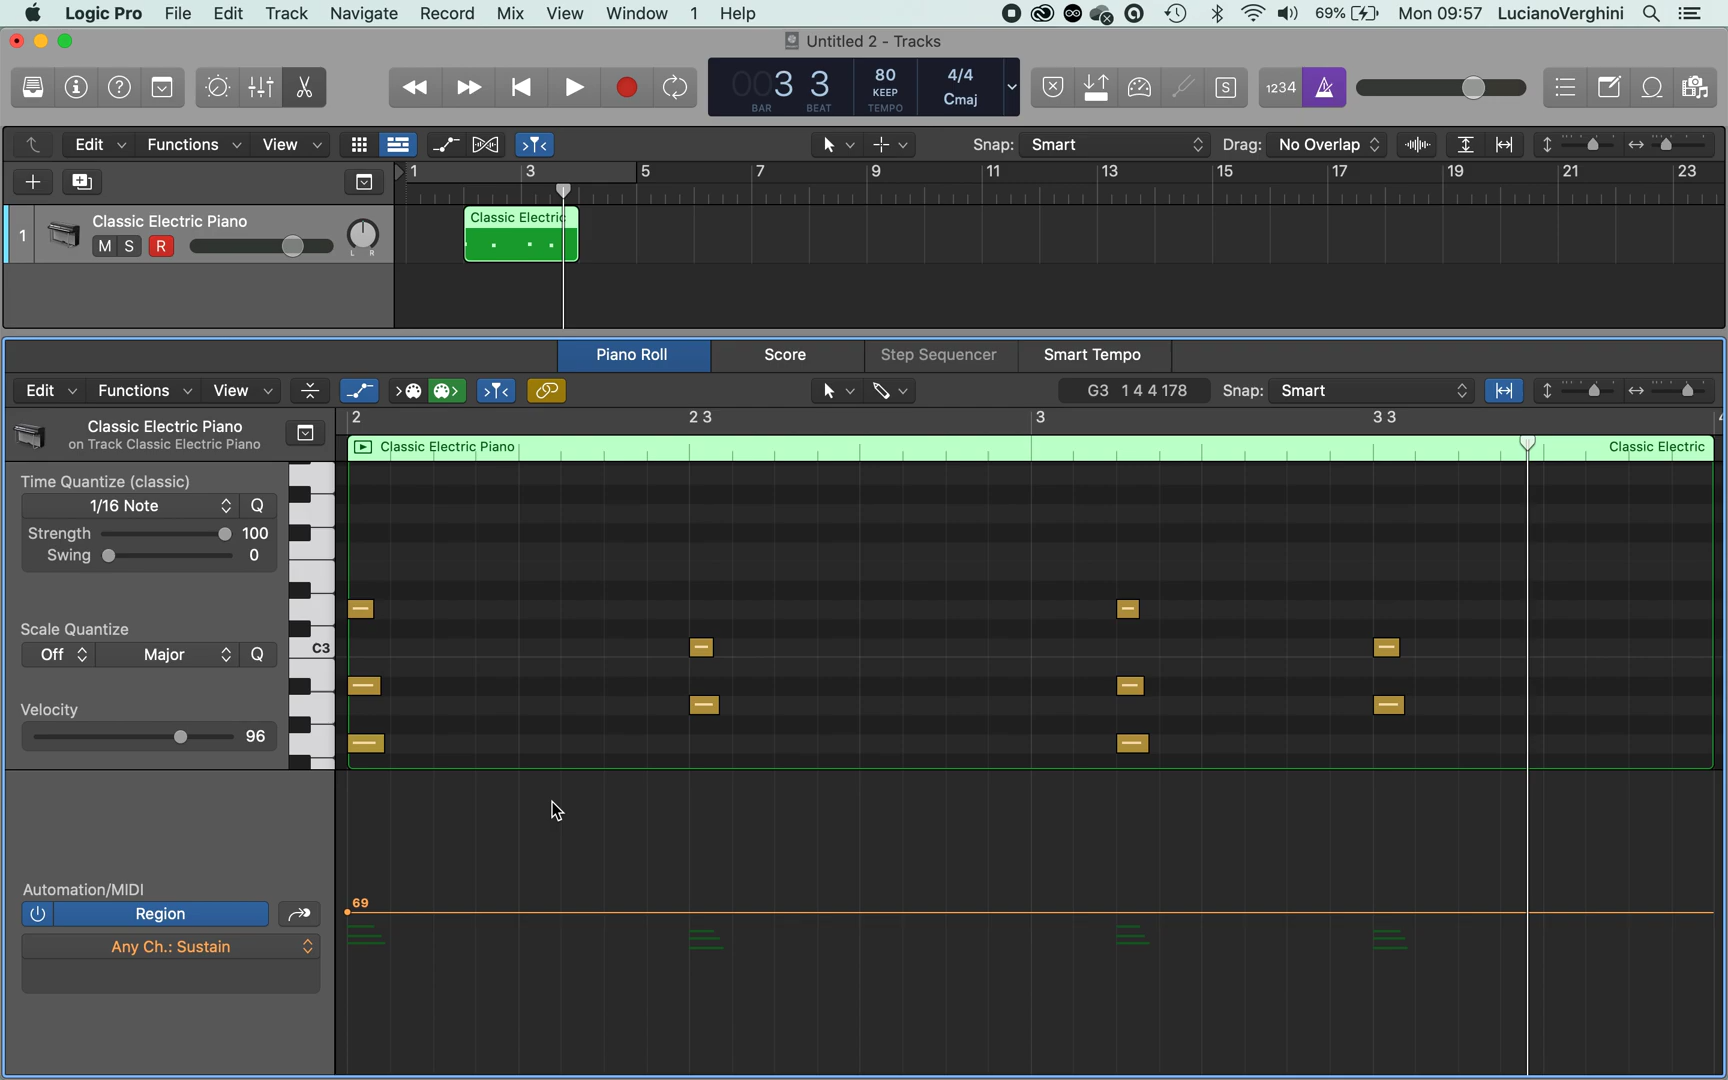 Logic Pro File Edit Track Navigate Record Mix View Window 1 Help 69% Mon 09:57 LucianoVerghini
Untitled 2 - Tracks
003 3 80 KEEP TEMPO 4/4 Cmaj
BAR BEAT
1234
S
Edit Functions View Snap: Smart Drag: No Overlap
1 3 5 7 9 11 13 15 17 19 21 23
1 Classic Electric Piano
M S R L R
Classic Electric
Piano Roll Score Step Sequencer Smart Tempo
Edit Functions View G3 1 4 4 178 Snap: Smart
2 2 3 3 3 3 4
Classic Electric Piano
on Track Classic Electric Piano
Classic Electric Piano Classic Electric
Time Quantize (classic)
1/16 Note Q
Strength 100
Swing 0
Scale Quantize
Off Major Q
C3
Velocity
96
Automation/MIDI
Region
Any Ch.: Sustain
69